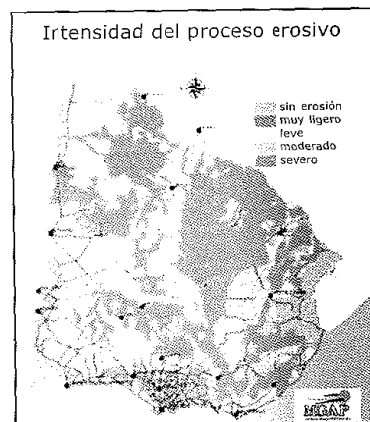 Irtensidad del proceso erosivo
sin erosión
muy ligero
leve
moderado
severo
MGAP